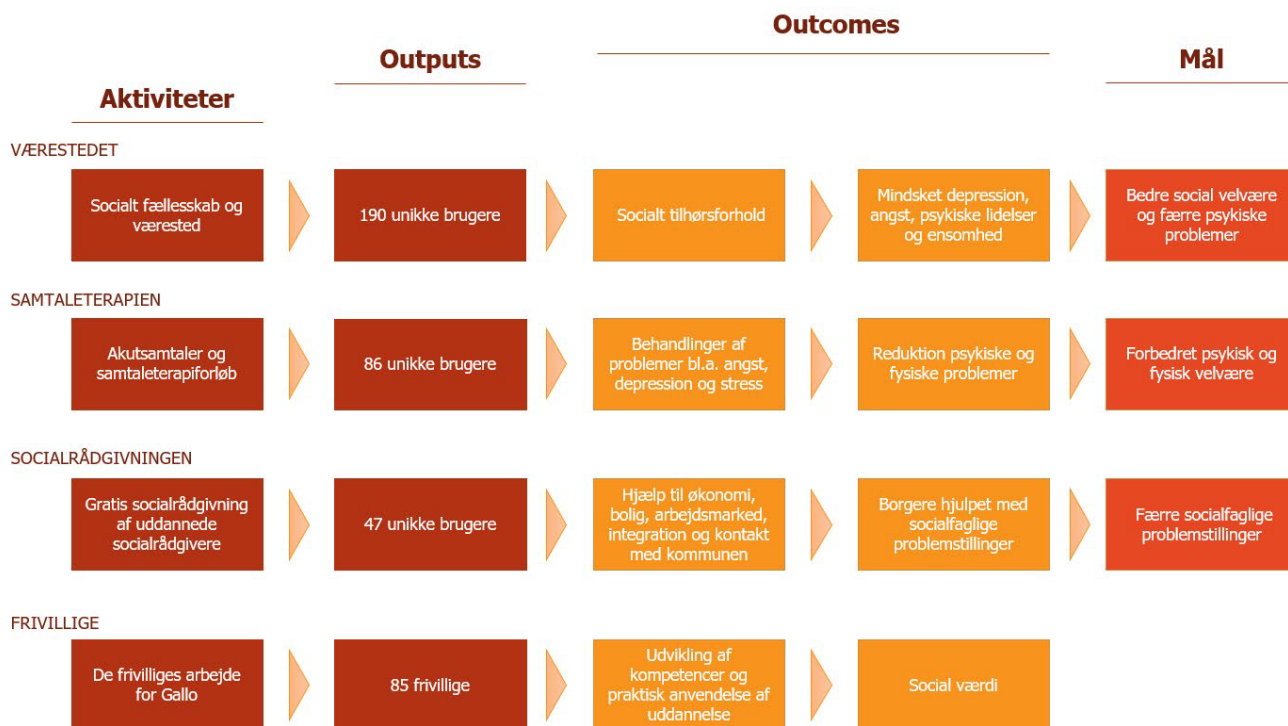 Aktiviteter
Outputs
Outcomes
Mål
VÆRESTEDET
Socialt fællesskab og
værested
190 unikke brugere
Socialt tilhørsforhold
Mindsket depression,
angst, psykiske lidelser
og ensomhed
Bedre social velvære
og færre psykiske
problemer
SAMTALETERAPIEN
Akutsamtaler og
samtaleterapiforløb
86 unikke brugere
Behandlinger af
problemer bl.a. angst,
depression og stress
Reduktion psykiske og
fysiske problemer
Forbedret psykisk og
fysisk velvære
SOCIALRÅDGIVNINGEN
Gratis socialrådgivning
af uddannede
socialrådgivere
47 unikke brugere
Hjælp til økonomi,
bolig, arbejdsmarked,
integration og kontakt
med kommunen
Borgere hjulpet med
socialfaglige
problemstillinger
Færre socialfaglige
problemstillinger
FRIVILLIGE
De frivilliges arbejde
for Gallo
85 frivillige
Udvikling af
kompetencer og
praktisk anvendelse af
uddannelse
Social værdi